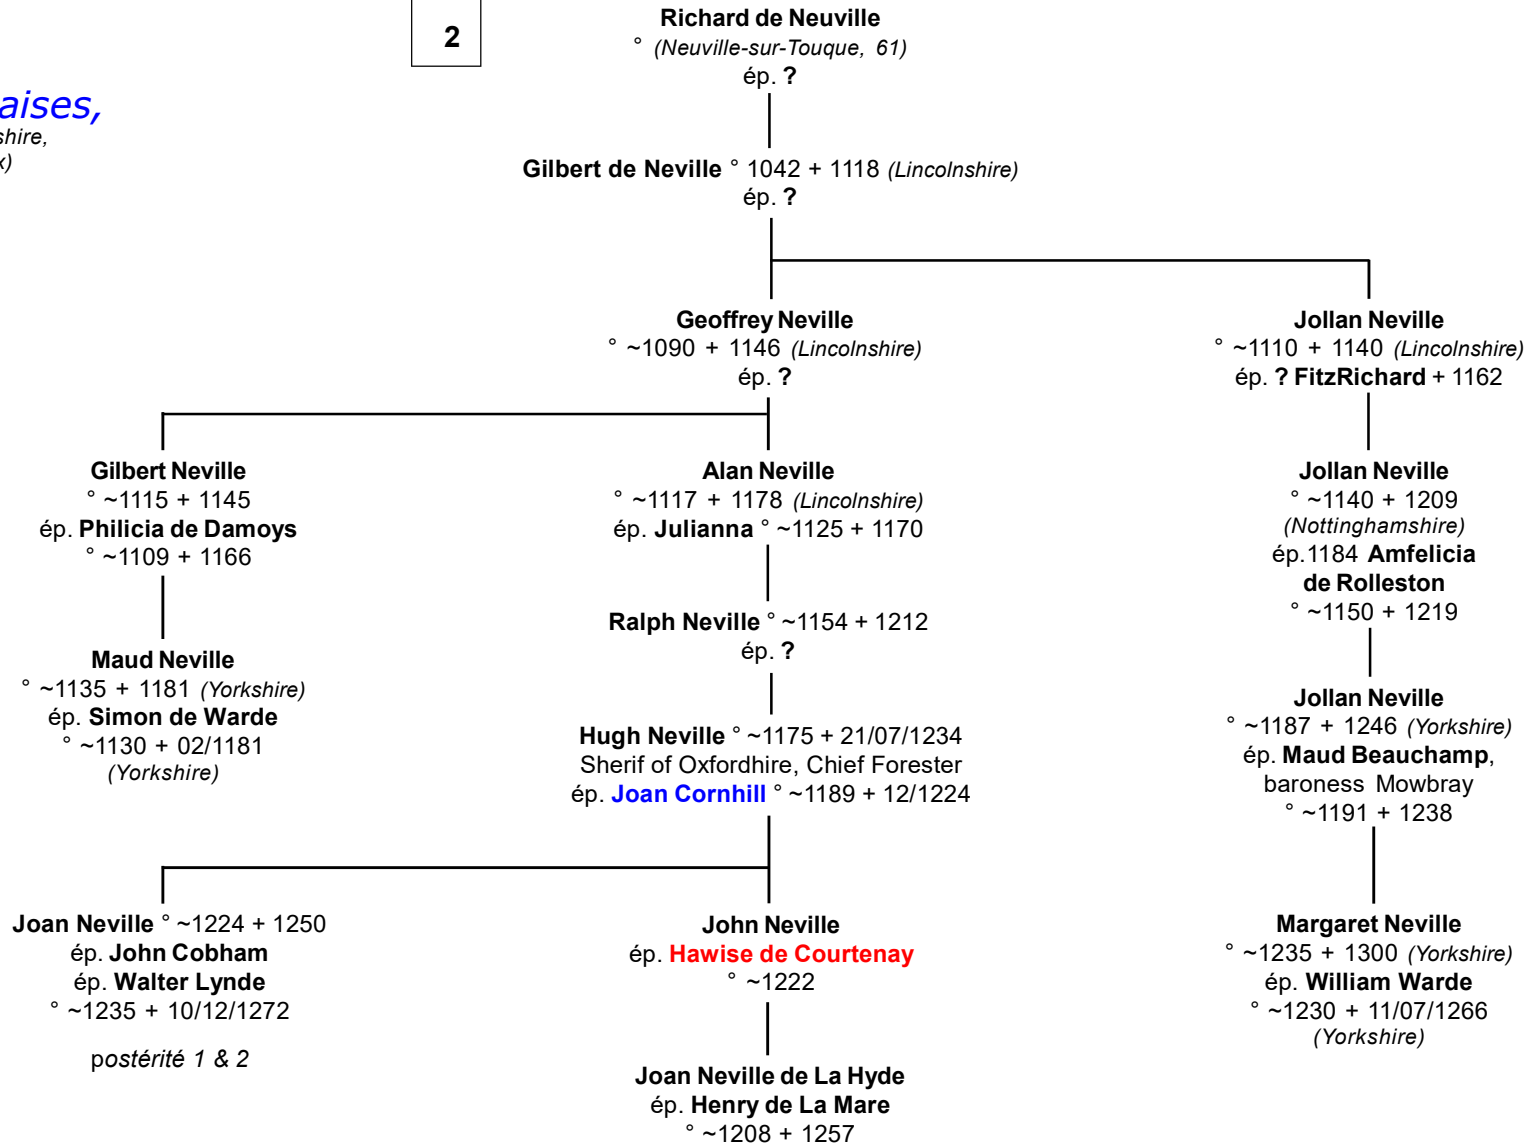 2
aises,
shire,
x)
Richard de Neuville
° (Neuville-sur-Touque, 61)
ép. ?
Gilbert de Neville ° 1042 + 1118 (Lincolnshire)
ép. ?
Geoffrey Neville
° ~1090 + 1146 (Lincolnshire)
ép. ?
Jollan Neville
° ~1110 + 1140 (Lincolnshire)
ép. ? FitzRichard + 1162
Gilbert Neville
° ~1115 + 1145
ép. Philicia de Damoys
° ~1109 + 1166
Alan Neville
° ~1117 + 1178 (Lincolnshire)
ép. Julianna ° ~1125 + 1170
Jollan Neville
° ~1140 + 1209
(Nottinghamshire)
ép.1184 Amfelicia
de Rolleston
° ~1150 + 1219
Maud Neville
° ~1135 + 1181 (Yorkshire)
ép. Simon de Warde
° ~1130 + 02/1181
(Yorkshire)
Ralph Neville ° ~1154 + 1212
ép. ?
Hugh Neville ° ~1175 + 21/07/1234
Sherif of Oxfordhire, Chief Forester
ép. Joan Cornhill ° ~1189 + 12/1224
Jollan Neville
° ~1187 + 1246 (Yorkshire)
ép. Maud Beauchamp,
baroness Mowbray
° ~1191 + 1238
Joan Neville ° ~1224 + 1250
ép. John Cobham
ép. Walter Lynde
° ~1235 + 10/12/1272
postérité 1 & 2
John Neville
ép. Hawise de Courtenay
° ~1222
Margaret Neville
° ~1235 + 1300 (Yorkshire)
ép. William Warde
° ~1230 + 11/07/1266
(Yorkshire)
Joan Neville de La Hyde
ép. Henry de La Mare
° ~1208 + 1257